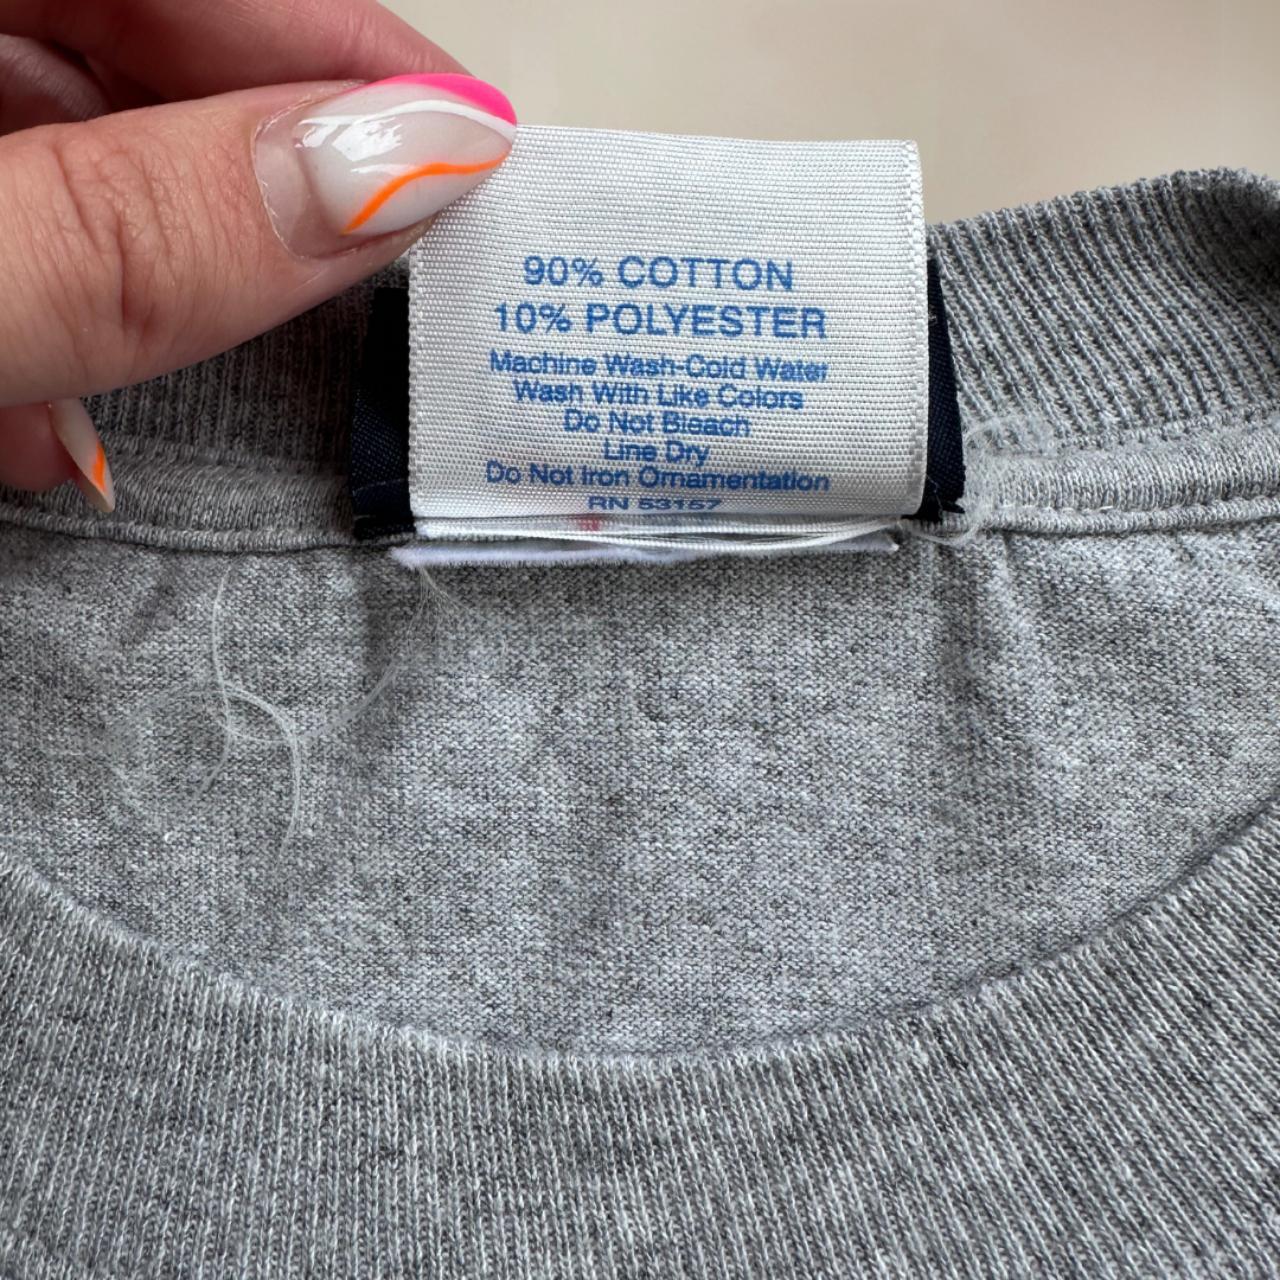 90% COTTON
10% POLYESTER
Machine Wash-Cold Water
Wash With Like Colors
Do Not Bleach
Line Dry
Do Not Iron Ornamentation
RN 53157